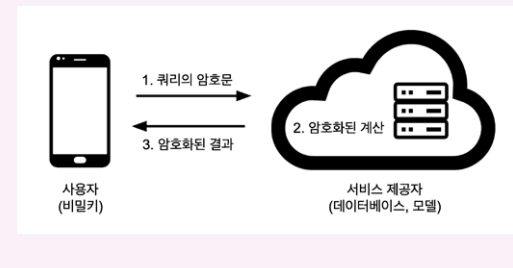 1. 쿼리의 암호문
2. 암호화된 계산
3. 암호화된 결과
사용자
(비밀키)
서비스 제공자
(데이터베이스, 모델)